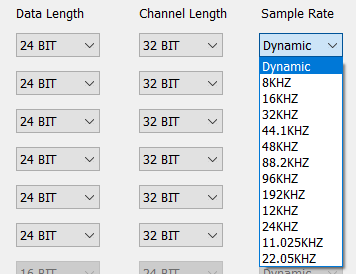 Data Length Channel Length Sample Rate
24 BIT 32 BIT Dynamic
Dynamic
24 BIT 32 BIT 8KHZ
16KHZ
24 BIT 32 BIT 32KHZ
44.1KHZ
24 BIT 32 BIT 48KHZ
88.2KHZ
24 BIT 32 BIT 96KHZ
192KHZ
24 BIT 32 BIT 12KHZ
24KHZ
24 BIT 32 BIT 11.025KHZ
22.05KHZ
16 BIT 24 BIT Dynamic